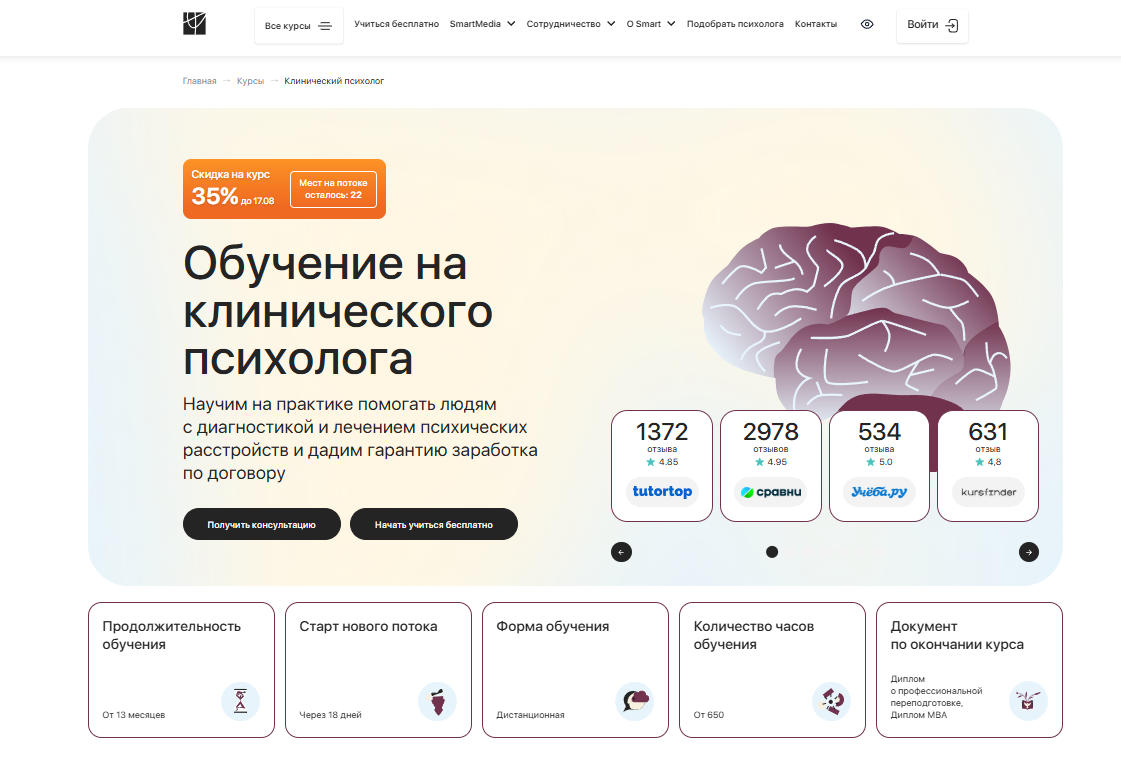 Все курсы
Учиться бесплатно
SmartMedia
Сотрудничество
О Smart
Подобрать психолога
Контакты
Войти
Главная → Курсы → Клинический психолог
Скидка на курс
35% до 17.08
Мест на потоке
осталось: 22
Обучение на
клинического
психолога
Научим на практике помогать людям
с диагностикой и лечением психических
расстройств и дадим гарантию заработка
по договору
Получить консультацию
Начать учиться бесплатно
1372
отзыва
4.85
tutortop
2978
отзывов
4.95
сравни
534
отзыва
5.0
Учёба.ру
631
отзыв
4,8
kursfinder
Продолжительность
обучения
От 13 месяцев
Старт нового потока
Через 18 дней
Форма обучения
Дистанционная
Количество часов
обучения
От 650
Документ
по окончании курса
Диплом
о профессиональной
переподготовке,
Диплом MBA